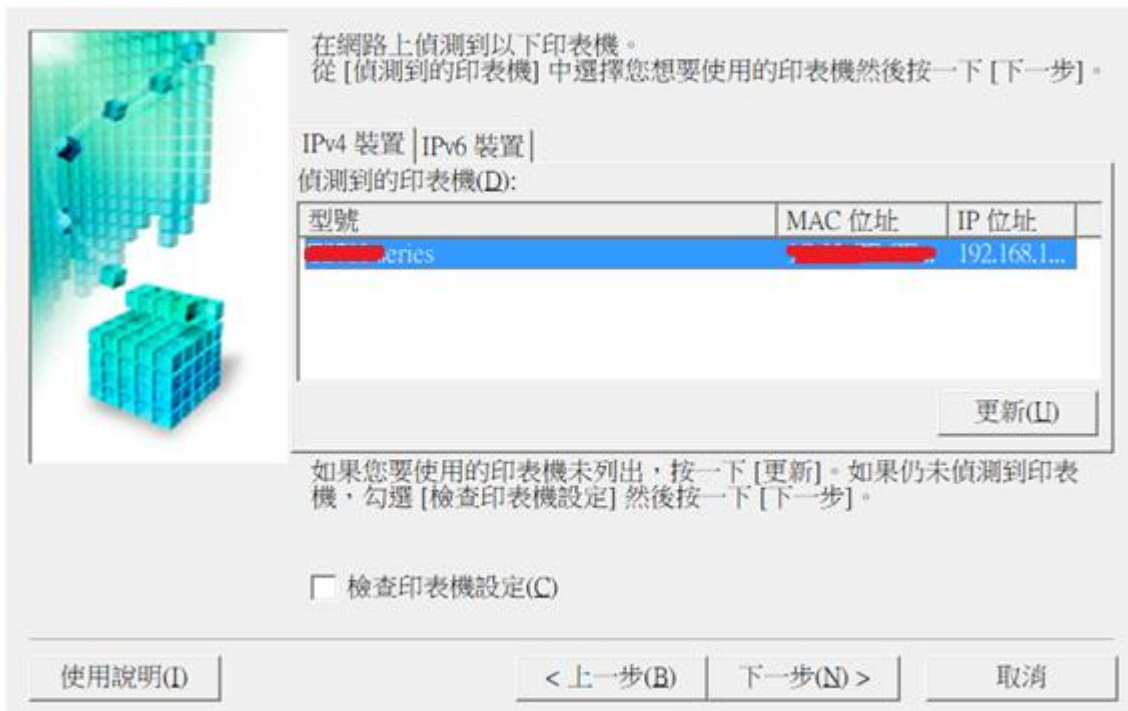 在網路上偵測到以下印表機。
從 [偵測到的印表機] 中選擇您想要使用的印表機然後按一下 [下一步]。
IPv4 裝置 IPv6 裝置
偵測到的印表機(D):
型號 MAC 位址 IP 位址
eries 192.168.1...
更新(U)
如果您要使用的印表機未列出，按一下 [更新]。如果仍未偵測到印表
機，勾選 [檢查印表機設定] 然後按一下 [下一步]。
檢查印表機設定(C)
使用說明(I) < 上一步(B) 下一步(N) > 取消